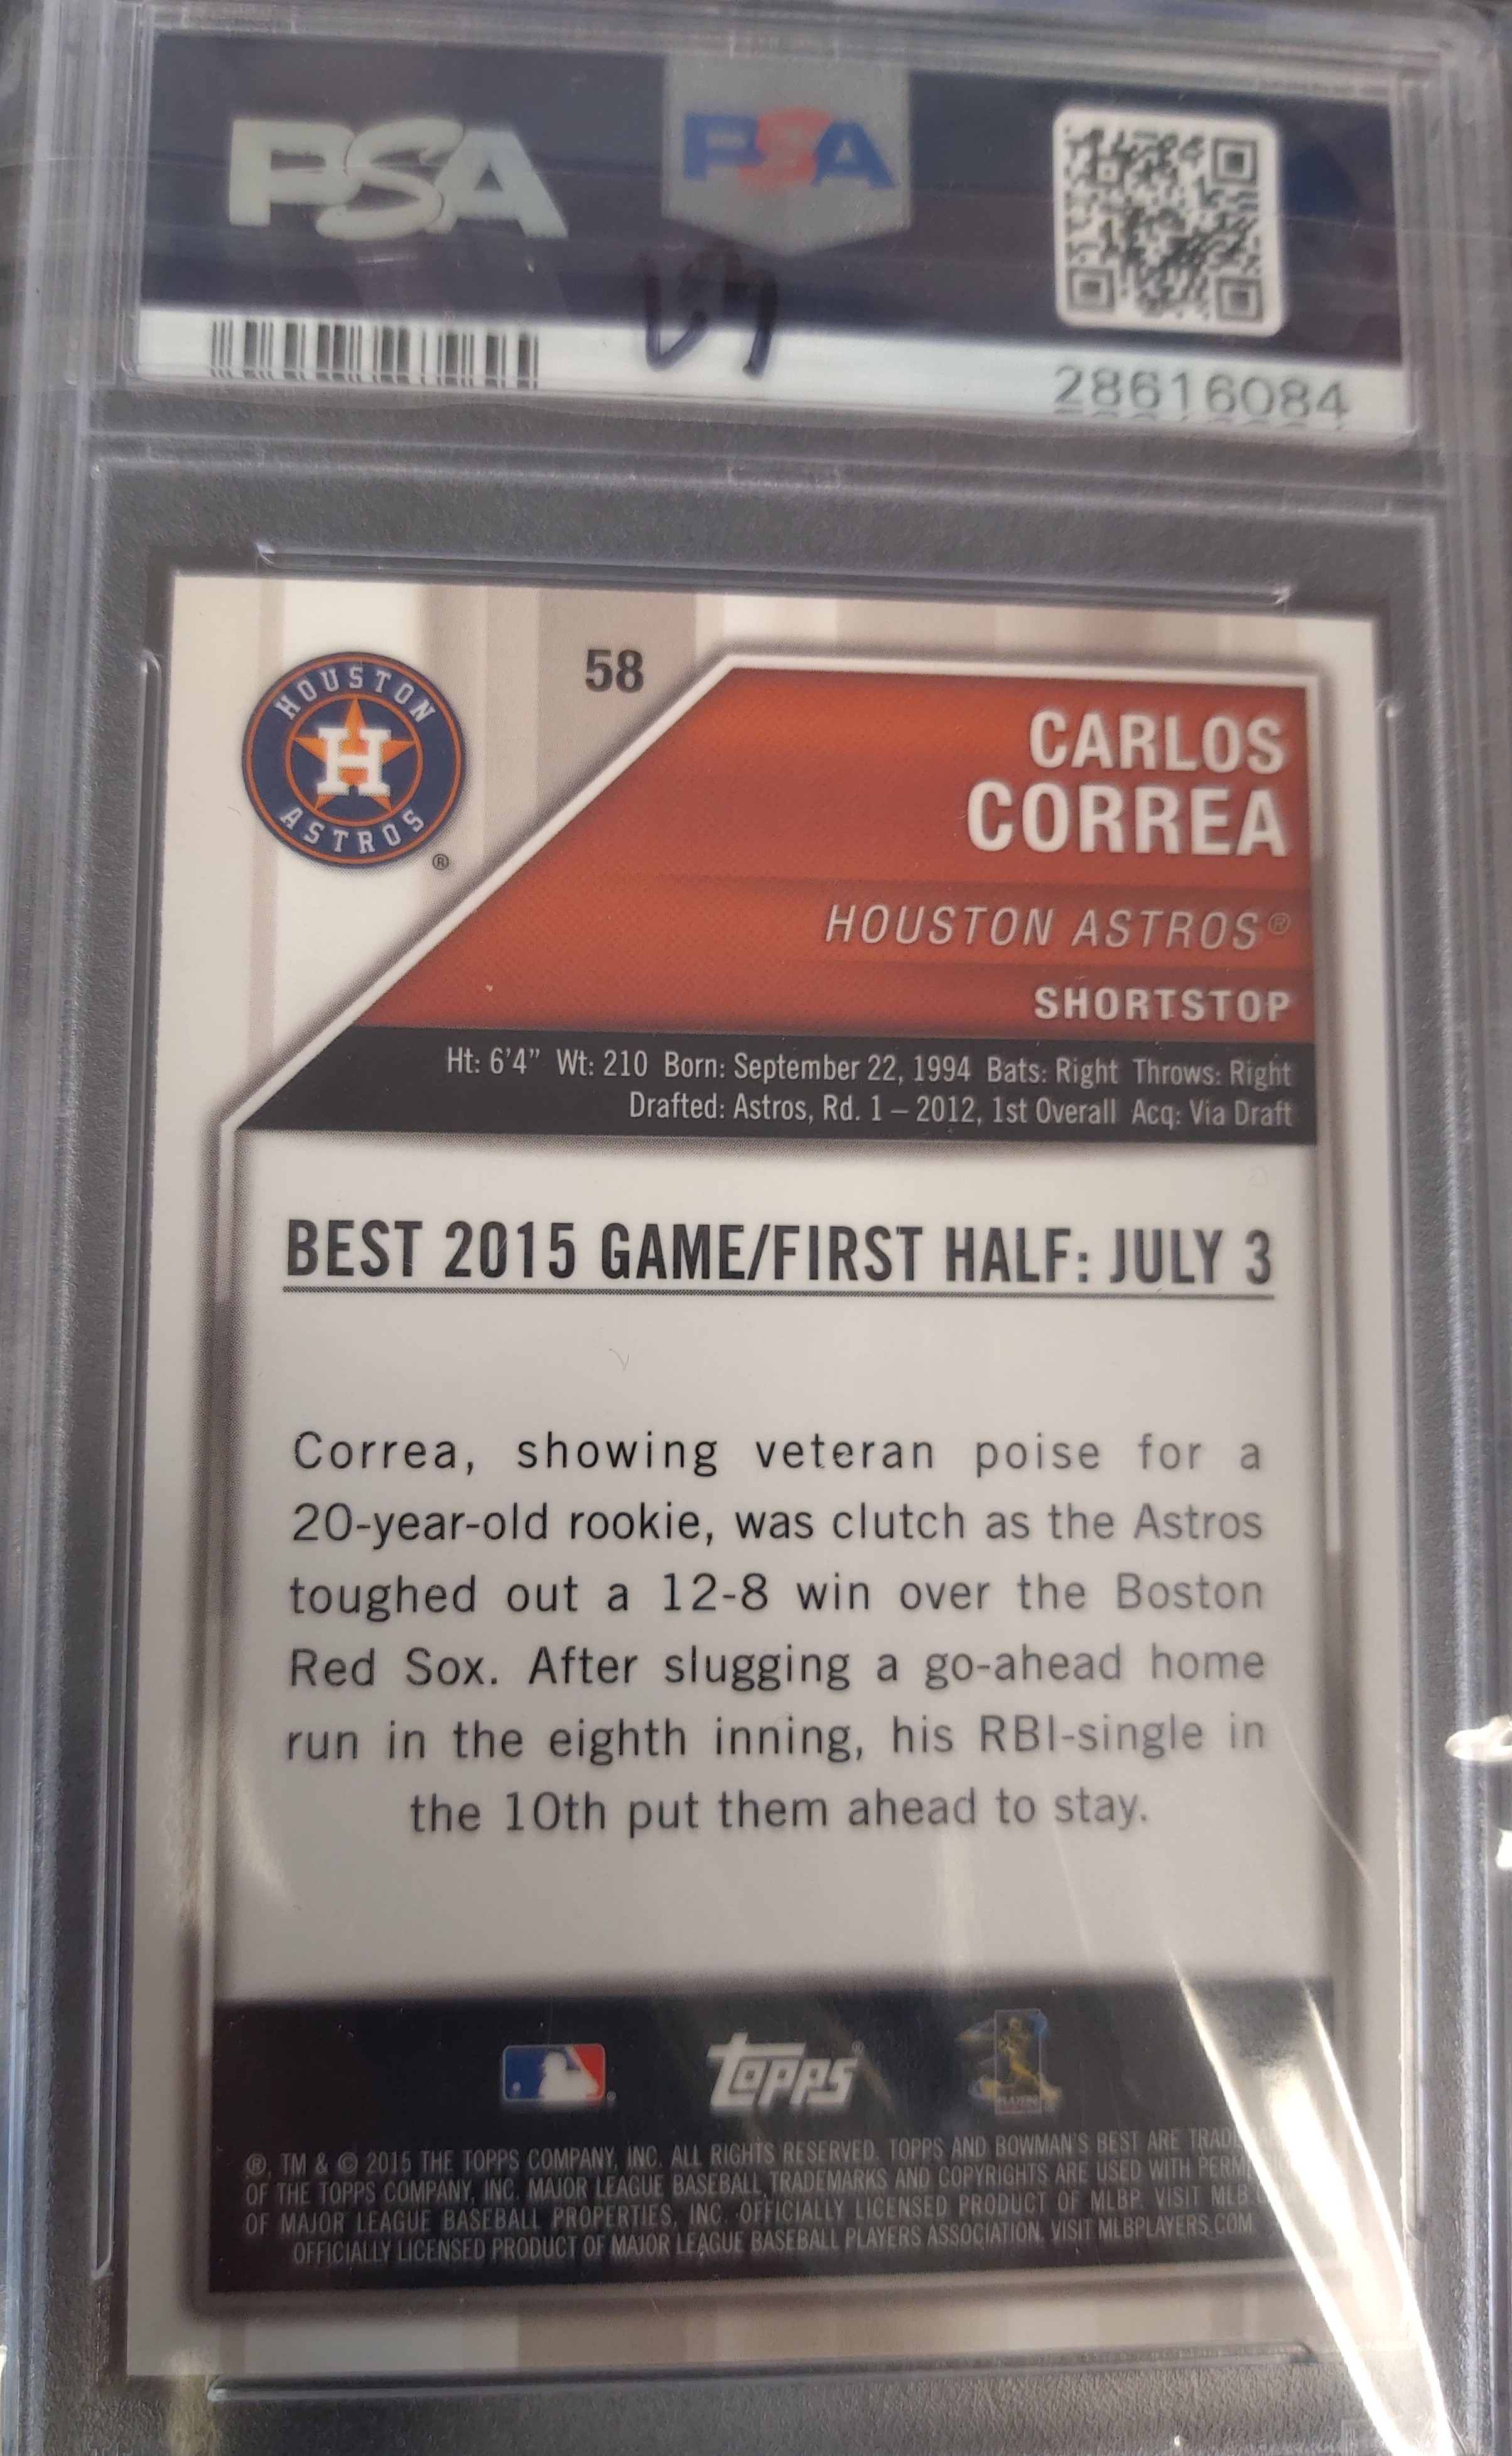 PSA
PSA
28616084
HOUSTON
H
ASTROS
®
58
CARLOS
CORREA
HOUSTON ASTROS®
SHORTSTOP
Ht: 6'4" Wt: 210 Born: September 22, 1994 Bats: Right Throws: Right
Drafted: Astros, Rd. 1 – 2012, 1st Overall Acq: Via Draft
BEST 2015 GAME/FIRST HALF: JULY 3
Correa, showing veteran poise for a
20-year-old rookie, was clutch as the Astros
toughed out a 12-8 win over the Boston
Red Sox. After slugging a go-ahead home
run in the eighth inning, his RBI-single in
the 10th put them ahead to stay.
topps®
®, TM & © 2015 THE TOPPS COMPANY, INC. ALL RIGHTS RESERVED. TOPPS AND BOWMAN'S BEST ARE
OF THE TOPPS COMPANY, INC. MAJOR LEAGUE BASEBALL TRADEMARKS AND COPYRIGHTS ARE USED WITH
OF MAJOR LEAGUE BASEBALL PROPERTIES, INC. OFFICIALLY LICENSED PRODUCT OF MLBP. VISIT
OFFICIALLY LICENSED PRODUCT OF MAJOR LEAGUE BASEBALL PLAYERS ASSOCIATION. VISIT MLBPLAYERS.COM.